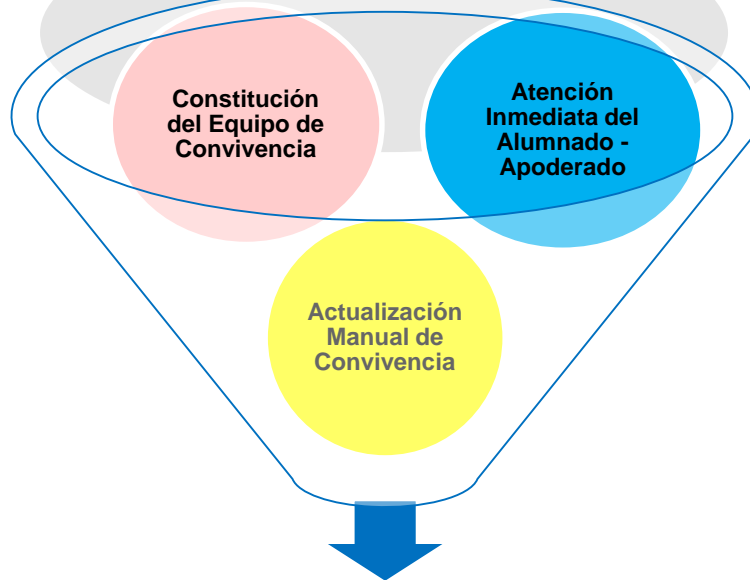 Constitución
del Equipo de
Convivencia
Atención
Inmediata del
Alumnado -
Apoderado
Actualización
Manual de
Convivencia